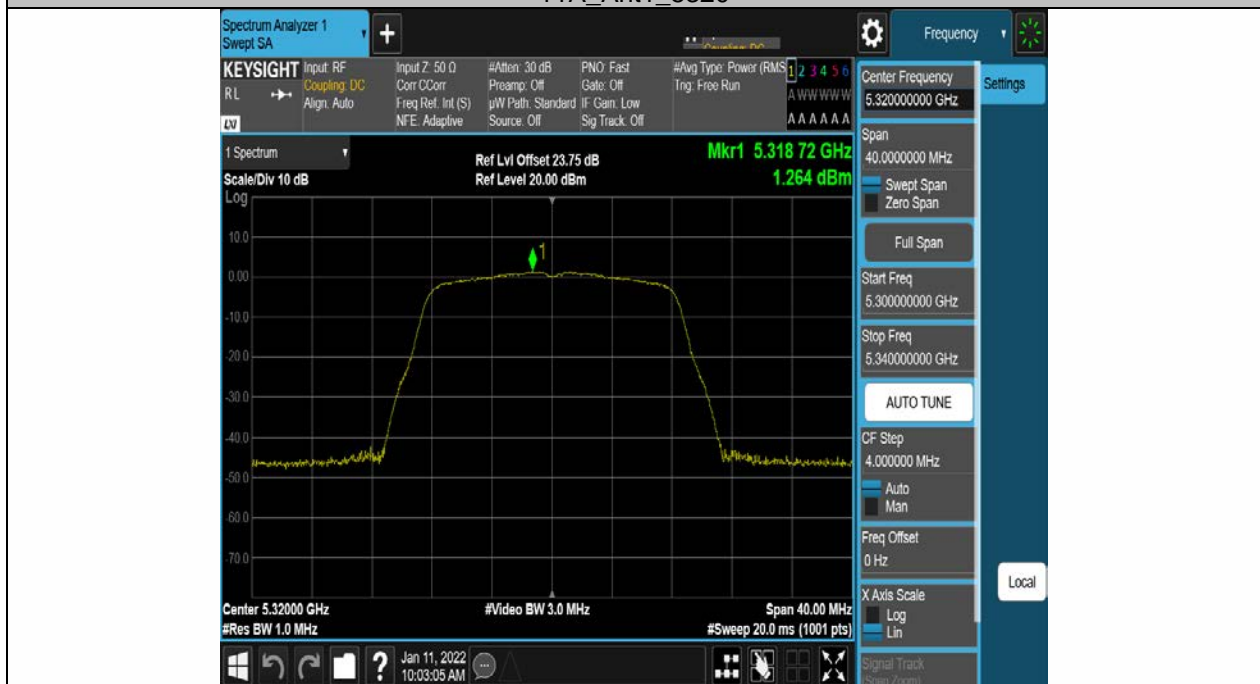 Spectrum Analyzer 1
Swept SA
+
Frequency
KEYSIGHT
RL
LXI
Input: RF
Coupling: DC
Align: Auto
Input Z: 50 Ω
Corr CCorr
Freq Ref: Int (S)
NFE: Adaptive
#Atten: 30 dB
Preamp: Off
µW Path: Standard
Source: Off
PNO: Fast
Gate: Off
IF Gain: Low
Sig Track: Off
#Avg Type: Power (RMS
Trig: Free Run
1 2 3 4 5 6
A W W W W W
A A A A A A
1 Spectrum
Scale/Div 10 dB
Log
Ref Lvl Offset 23.75 dB
Ref Level 20.00 dBm
Mkr1 5.318 72 GHz
1.264 dBm
10.0
0.00
-10.0
-20.0
-30.0
-40.0
-50.0
-60.0
-70.0
1
Center 5.32000 GHz
#Res BW 1.0 MHz
#Video BW 3.0 MHz
Span 40.00 MHz
#Sweep 20.0 ms (1001 pts)
Center Frequency
5.320000000 GHz
Settings
Span
40.0000000 MHz
Swept Span
Zero Span
Full Span
Start Freq
5.300000000 GHz
Stop Freq
5.340000000 GHz
AUTO TUNE
CF Step
4.000000 MHz
Auto
Man
Freq Offset
0 Hz
X Axis Scale
Log
Lin
Local
Signal Track
(Span Zoom)
?
Jan 11, 2022
10:03:05 AM